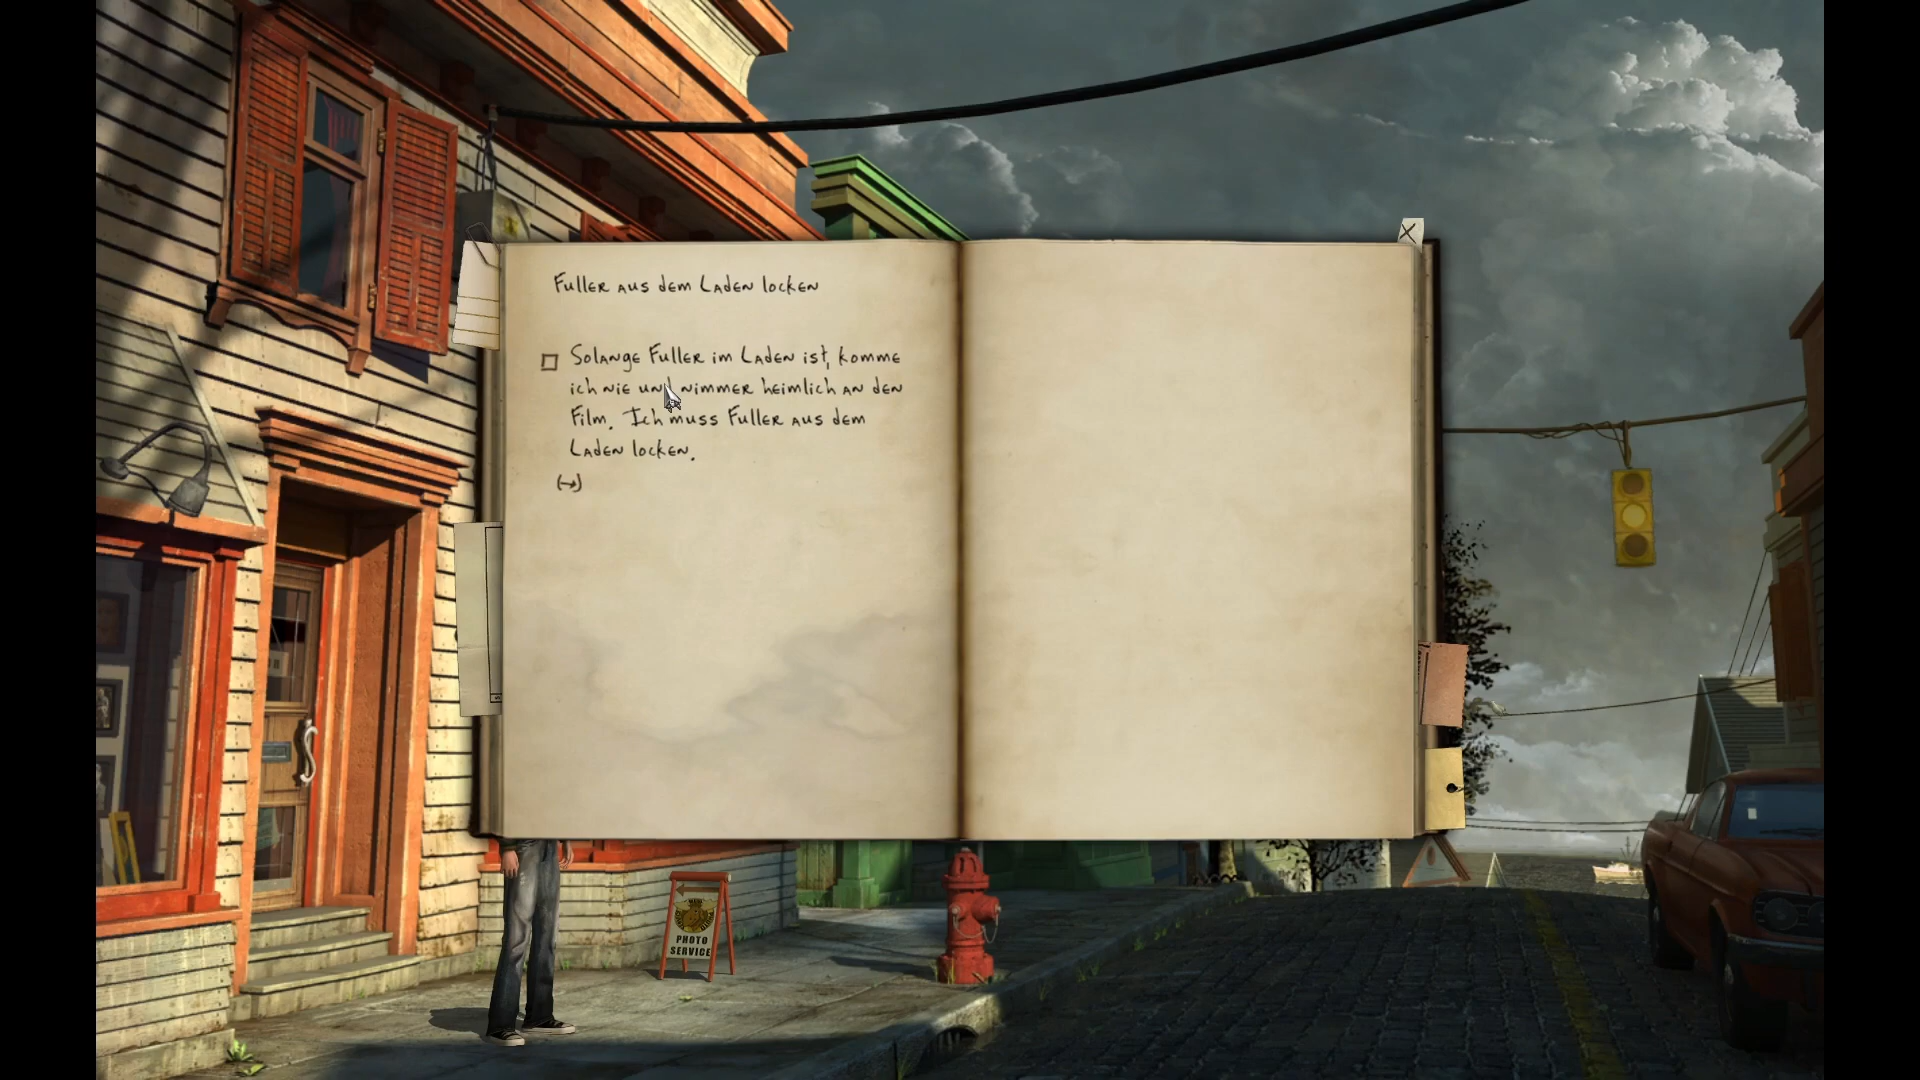 Fuller aus dem Laden locken
Solange Fuller im Laden ist, komme
ich nie und nimmer heimlich an den
Film. Ich muss Fuller aus dem
Laden locken.
(→)
PHOTO
SERVICE